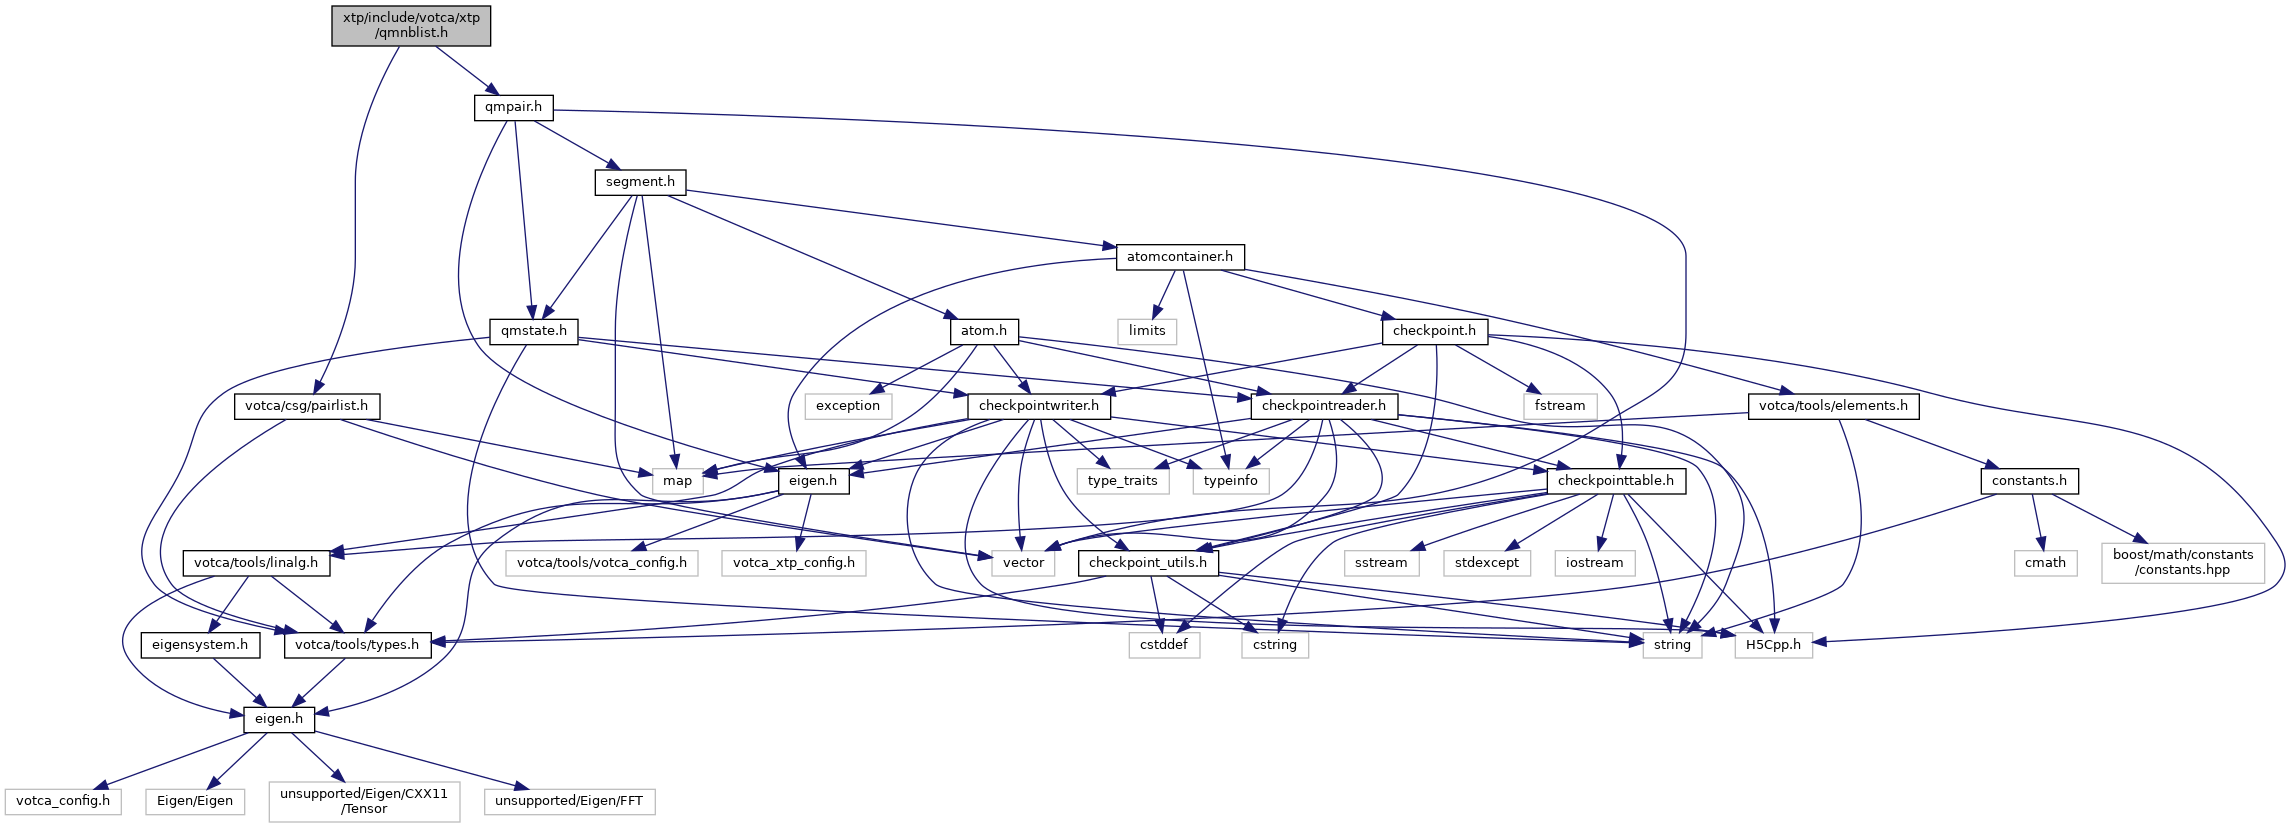 xtp/include/votca/xtp
/qmnblist.h
qmpair.h
segment.h
atomcontainer.h
qmstate.h
atom.h
limits
checkpoint.h
votca/csg/pairlist.h
exception
checkpointwriter.h
checkpointreader.h
fstream
votca/tools/elements.h
map
eigen.h
type_traits
typeinfo
checkpointtable.h
constants.h
votca/tools/linalg.h
votca/tools/votca_config.h
votca_xtp_config.h
vector
checkpoint_utils.h
sstream
stdexcept
iostream
cmath
boost/math/constants
/constants.hpp
eigensystem.h
votca/tools/types.h
cstddef
cstring
string
H5Cpp.h
eigen.h
votca_config.h
Eigen/Eigen
unsupported/Eigen/CXX11
/Tensor
unsupported/Eigen/FFT